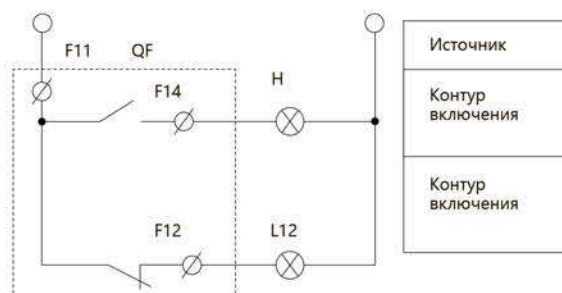 F11
QF
F14
H
F12
L12
Источник
Контур
включения
Контур
включения